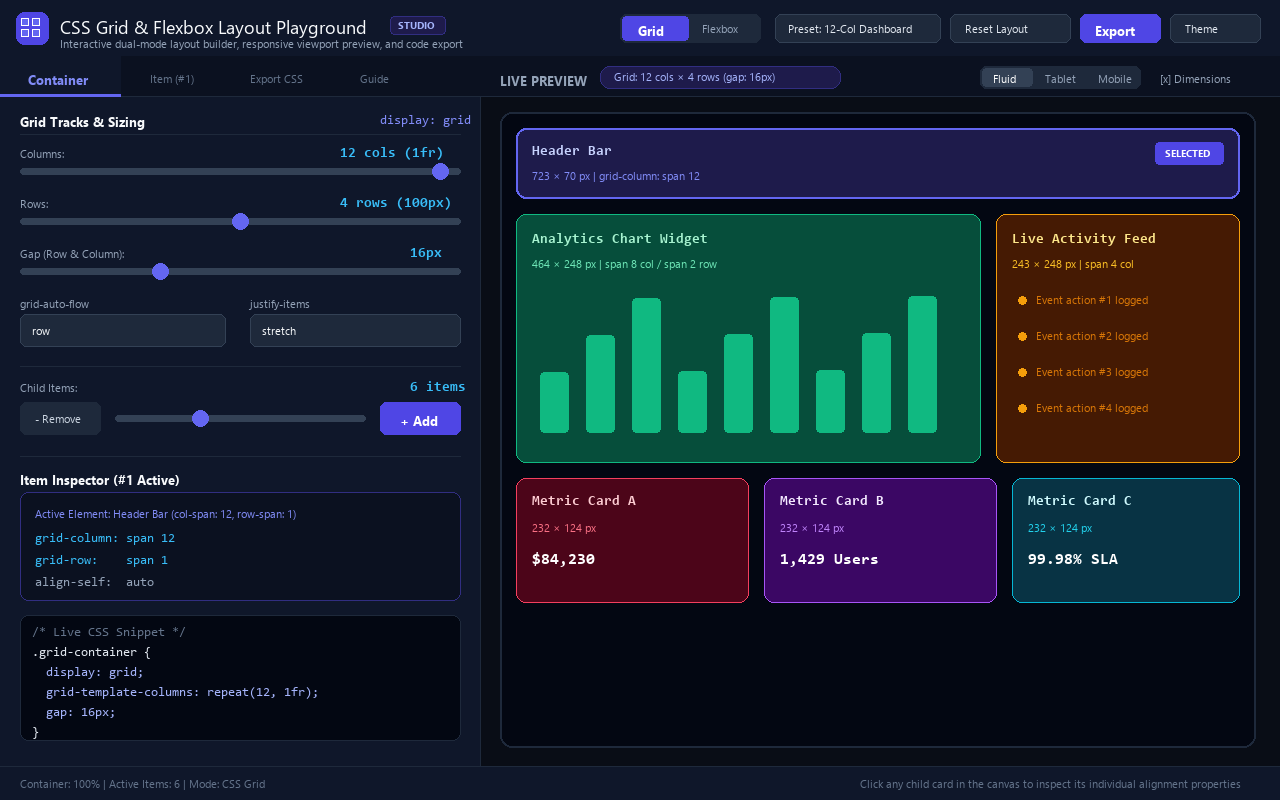 CSS Grid & Flexbox Layout Playground
STUDIO
Interactive dual-mode layout builder, responsive viewport preview, and code export
Grid
Flexbox
Preset: 12-Col Dashboard
Reset Layout
Export
Theme
Container
Item (#1)
Export CSS
Guide
LIVE PREVIEW
Grid: 12 cols × 4 rows (gap: 16px)
Fluid
Tablet
Mobile
[x] Dimensions
Grid Tracks & Sizing
display: grid
Columns:
12 cols (1fr)
Rows:
4 rows (100px)
Gap (Row & Column):
16px
grid-auto-flow
justify-items
row
stretch
Child Items:
6 items
- Remove
+ Add
Item Inspector (#1 Active)
Active Element: Header Bar (col-span: 12, row-span: 1)
grid-column: span 12
grid-row: span 1
align-self: auto
/* Live CSS Snippet */
.grid-container {
display: grid;
grid-template-columns: repeat(12, 1fr);
gap: 16px;
}
Header Bar
SELECTED
723 × 70 px | grid-column: span 12
Analytics Chart Widget
464 × 248 px | span 8 col / span 2 row
Live Activity Feed
243 × 248 px | span 4 col
Event action #1 logged
Event action #2 logged
Event action #3 logged
Event action #4 logged
Metric Card A
232 × 124 px
$84,230
Metric Card B
232 × 124 px
1,429 Users
Metric Card C
232 × 124 px
99.98% SLA
Container: 100% | Active Items: 6 | Mode: CSS Grid
Click any child card in the canvas to inspect its individual alignment properties